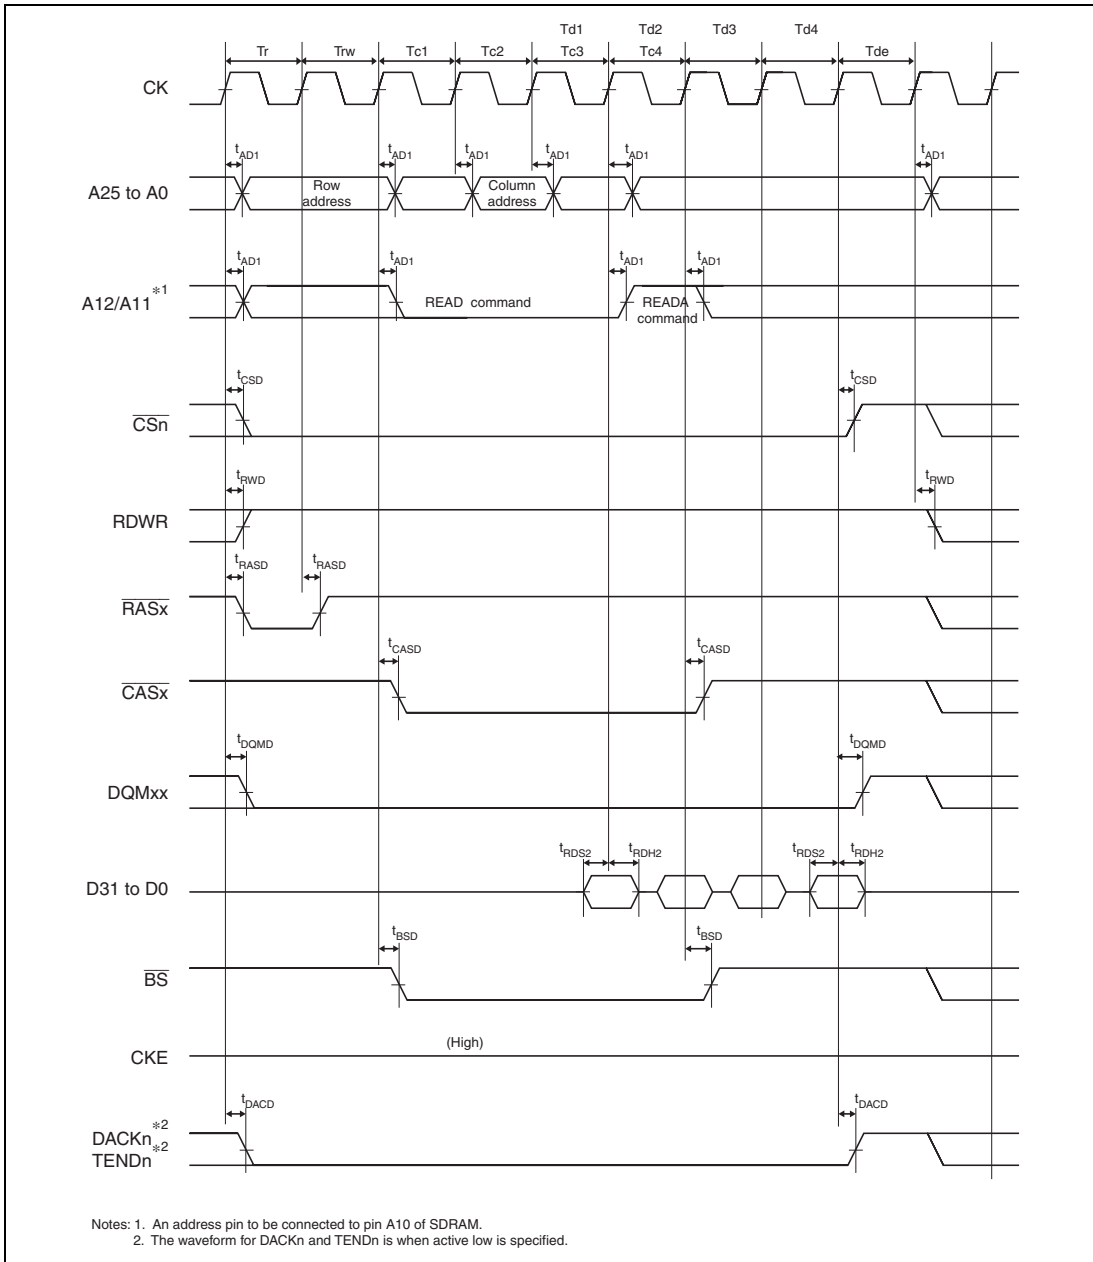 Td1 Td2 Td3 Td4
Tr Trw Tc1 Tc2 Tc3 Tc4 Tde
CK
tAD1 tAD1 tAD1 tAD1 tAD1 tAD1
A25 to A0
Row address
Column address
tAD1 tAD1 tAD1 tAD1
A12/A11*1
READ command
READA command
tCSD tCSD
CSn
tRWD tRWD
RDWR
tRASD tRASD
RASx
tCASD tCASD
CASx
tDQMD tDQMD
DQMxx
tRDS2 tRDH2 tRDS2 tRDH2
D31 to D0
tBSD tBSD
BS
(High)
CKE
tDACD tDACD
DACKn*2
TENDn*2
Notes: 1. An address pin to be connected to pin A10 of SDRAM.
2. The waveform for DACKn and TENDn is when active low is specified.